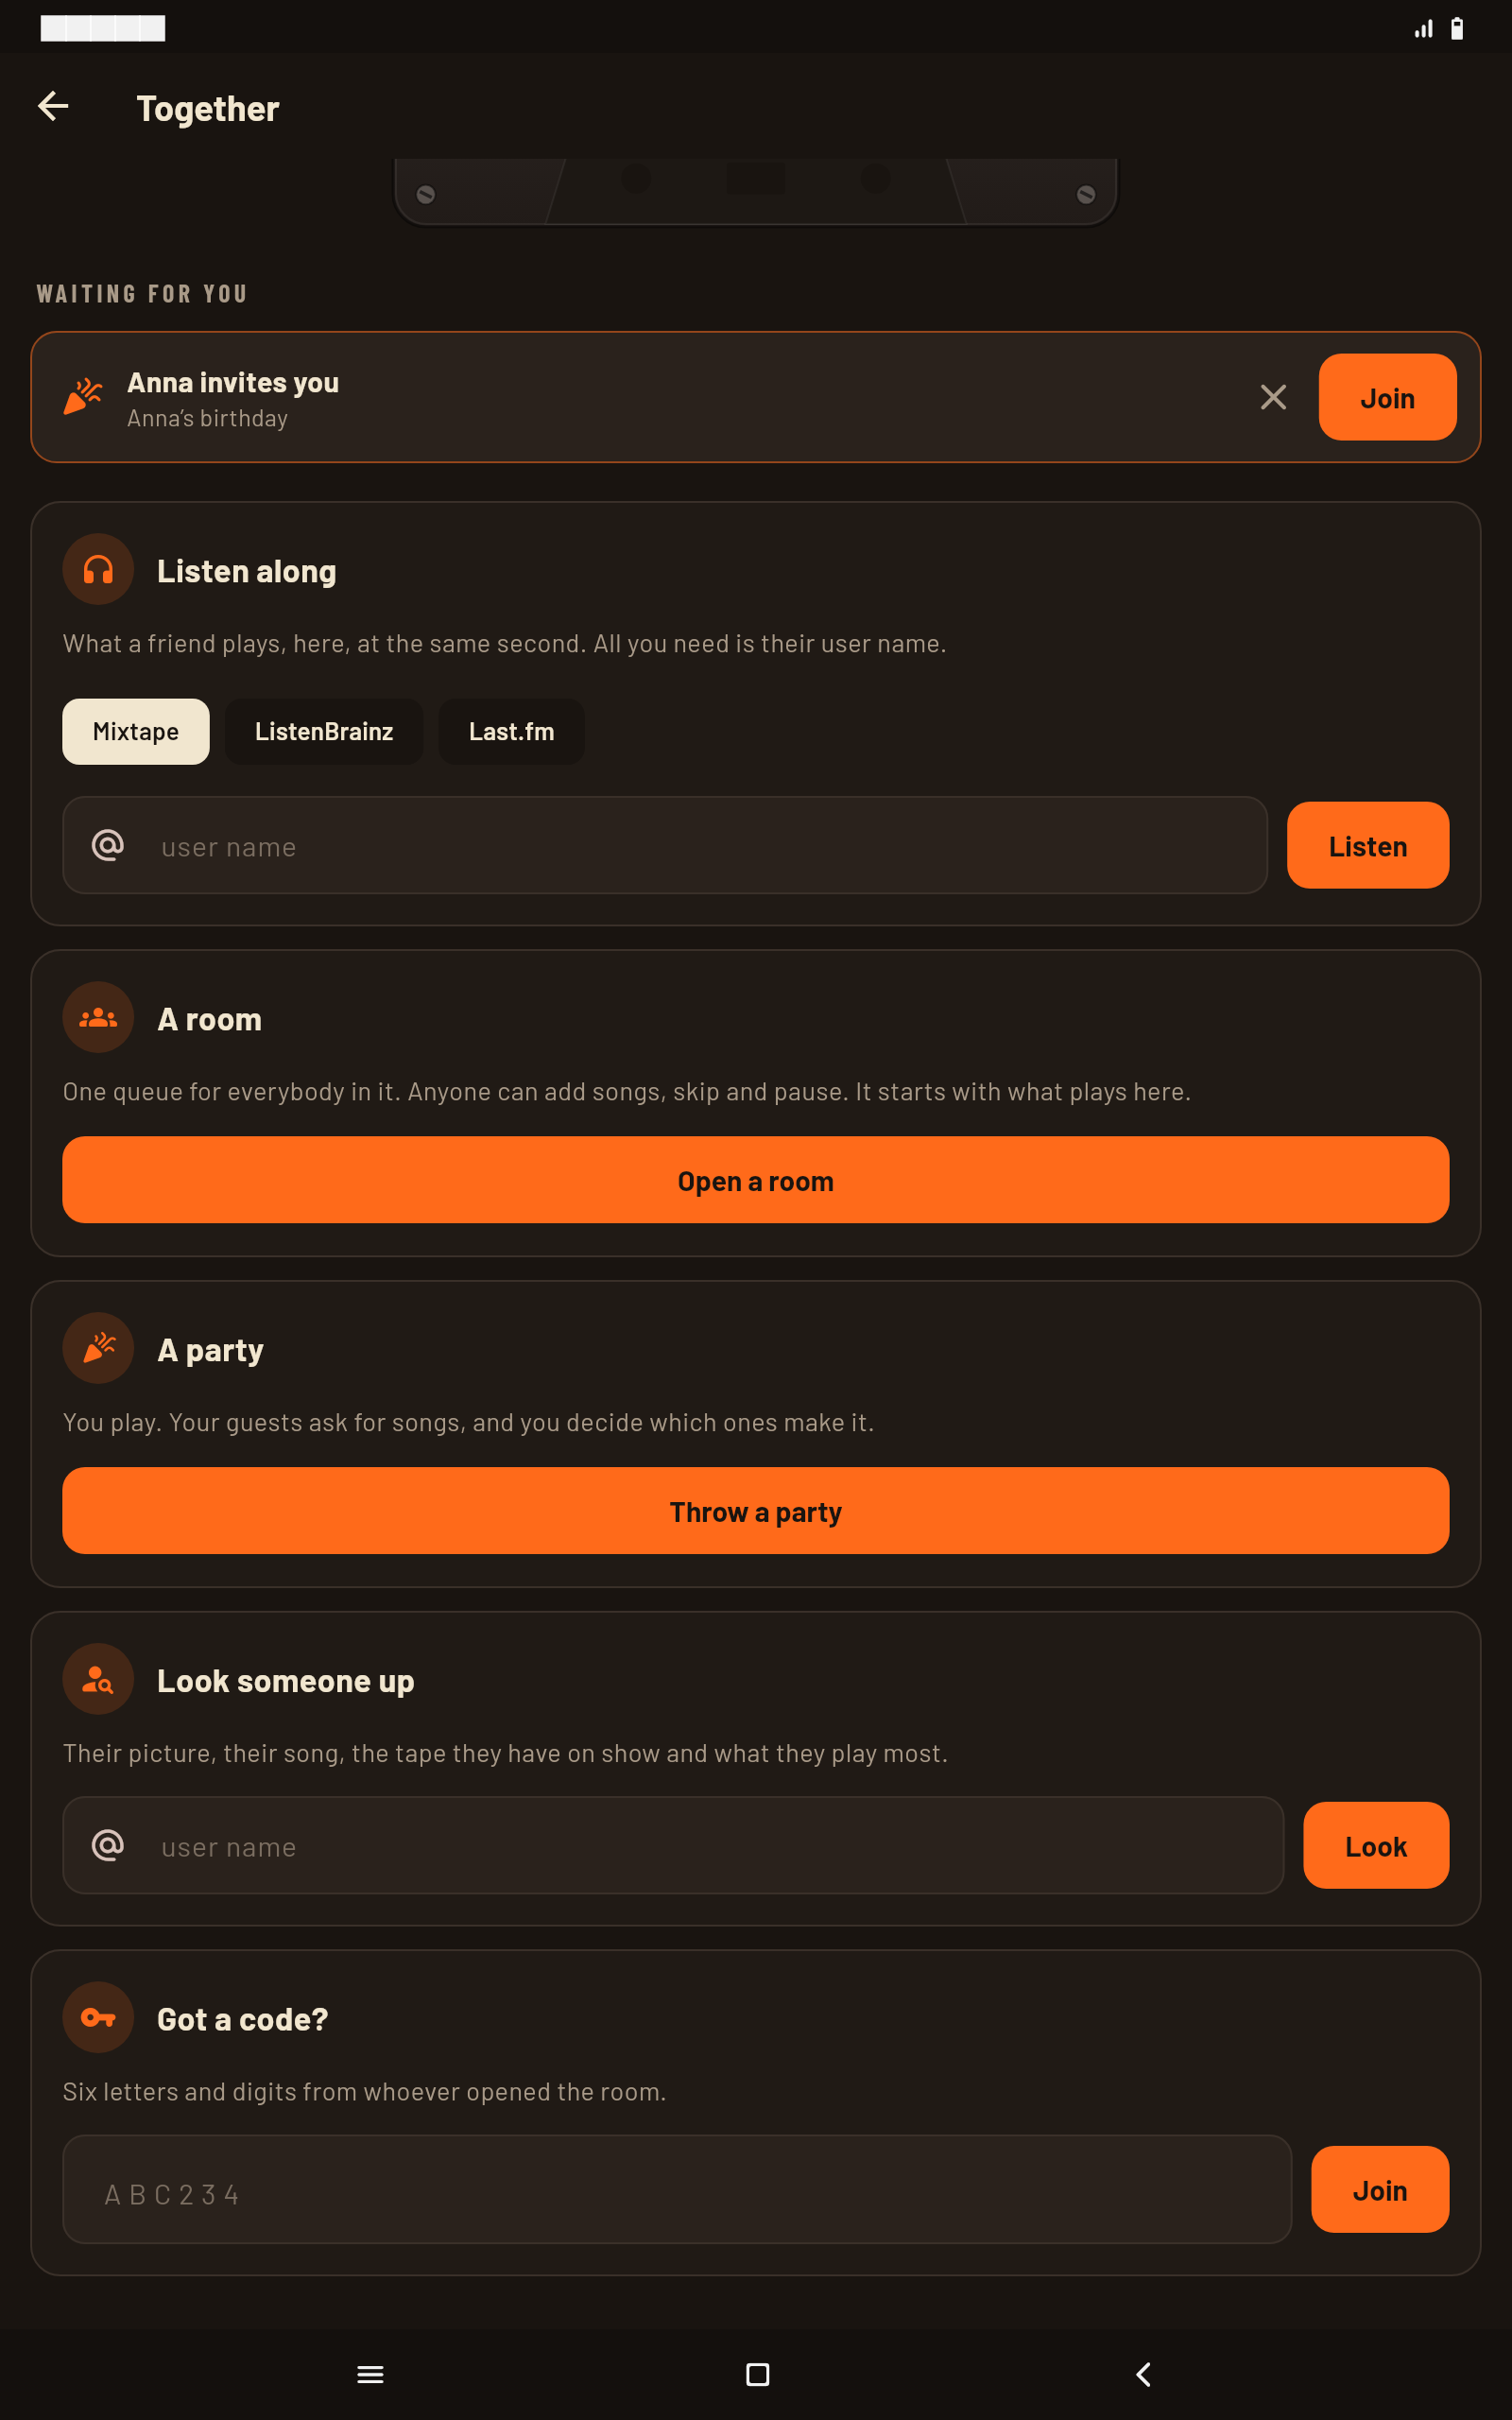 Together
WAITING FOR YOU
Anna invites you
Anna’s birthday
Join
Listen along
What a friend plays, here, at the same second. All you need is their user name.
Mixtape
ListenBrainz
Last.fm
user name
Listen
A room
One queue for everybody in it. Anyone can add songs, skip and pause. It starts with what plays here.
Open a room
A party
You play. Your guests ask for songs, and you decide which ones make it.
Throw a party
Look someone up
Their picture, their song, the tape they have on show and what they play most.
user name
Look
Got a code?
Six letters and digits from whoever opened the room.
ABC234
Join